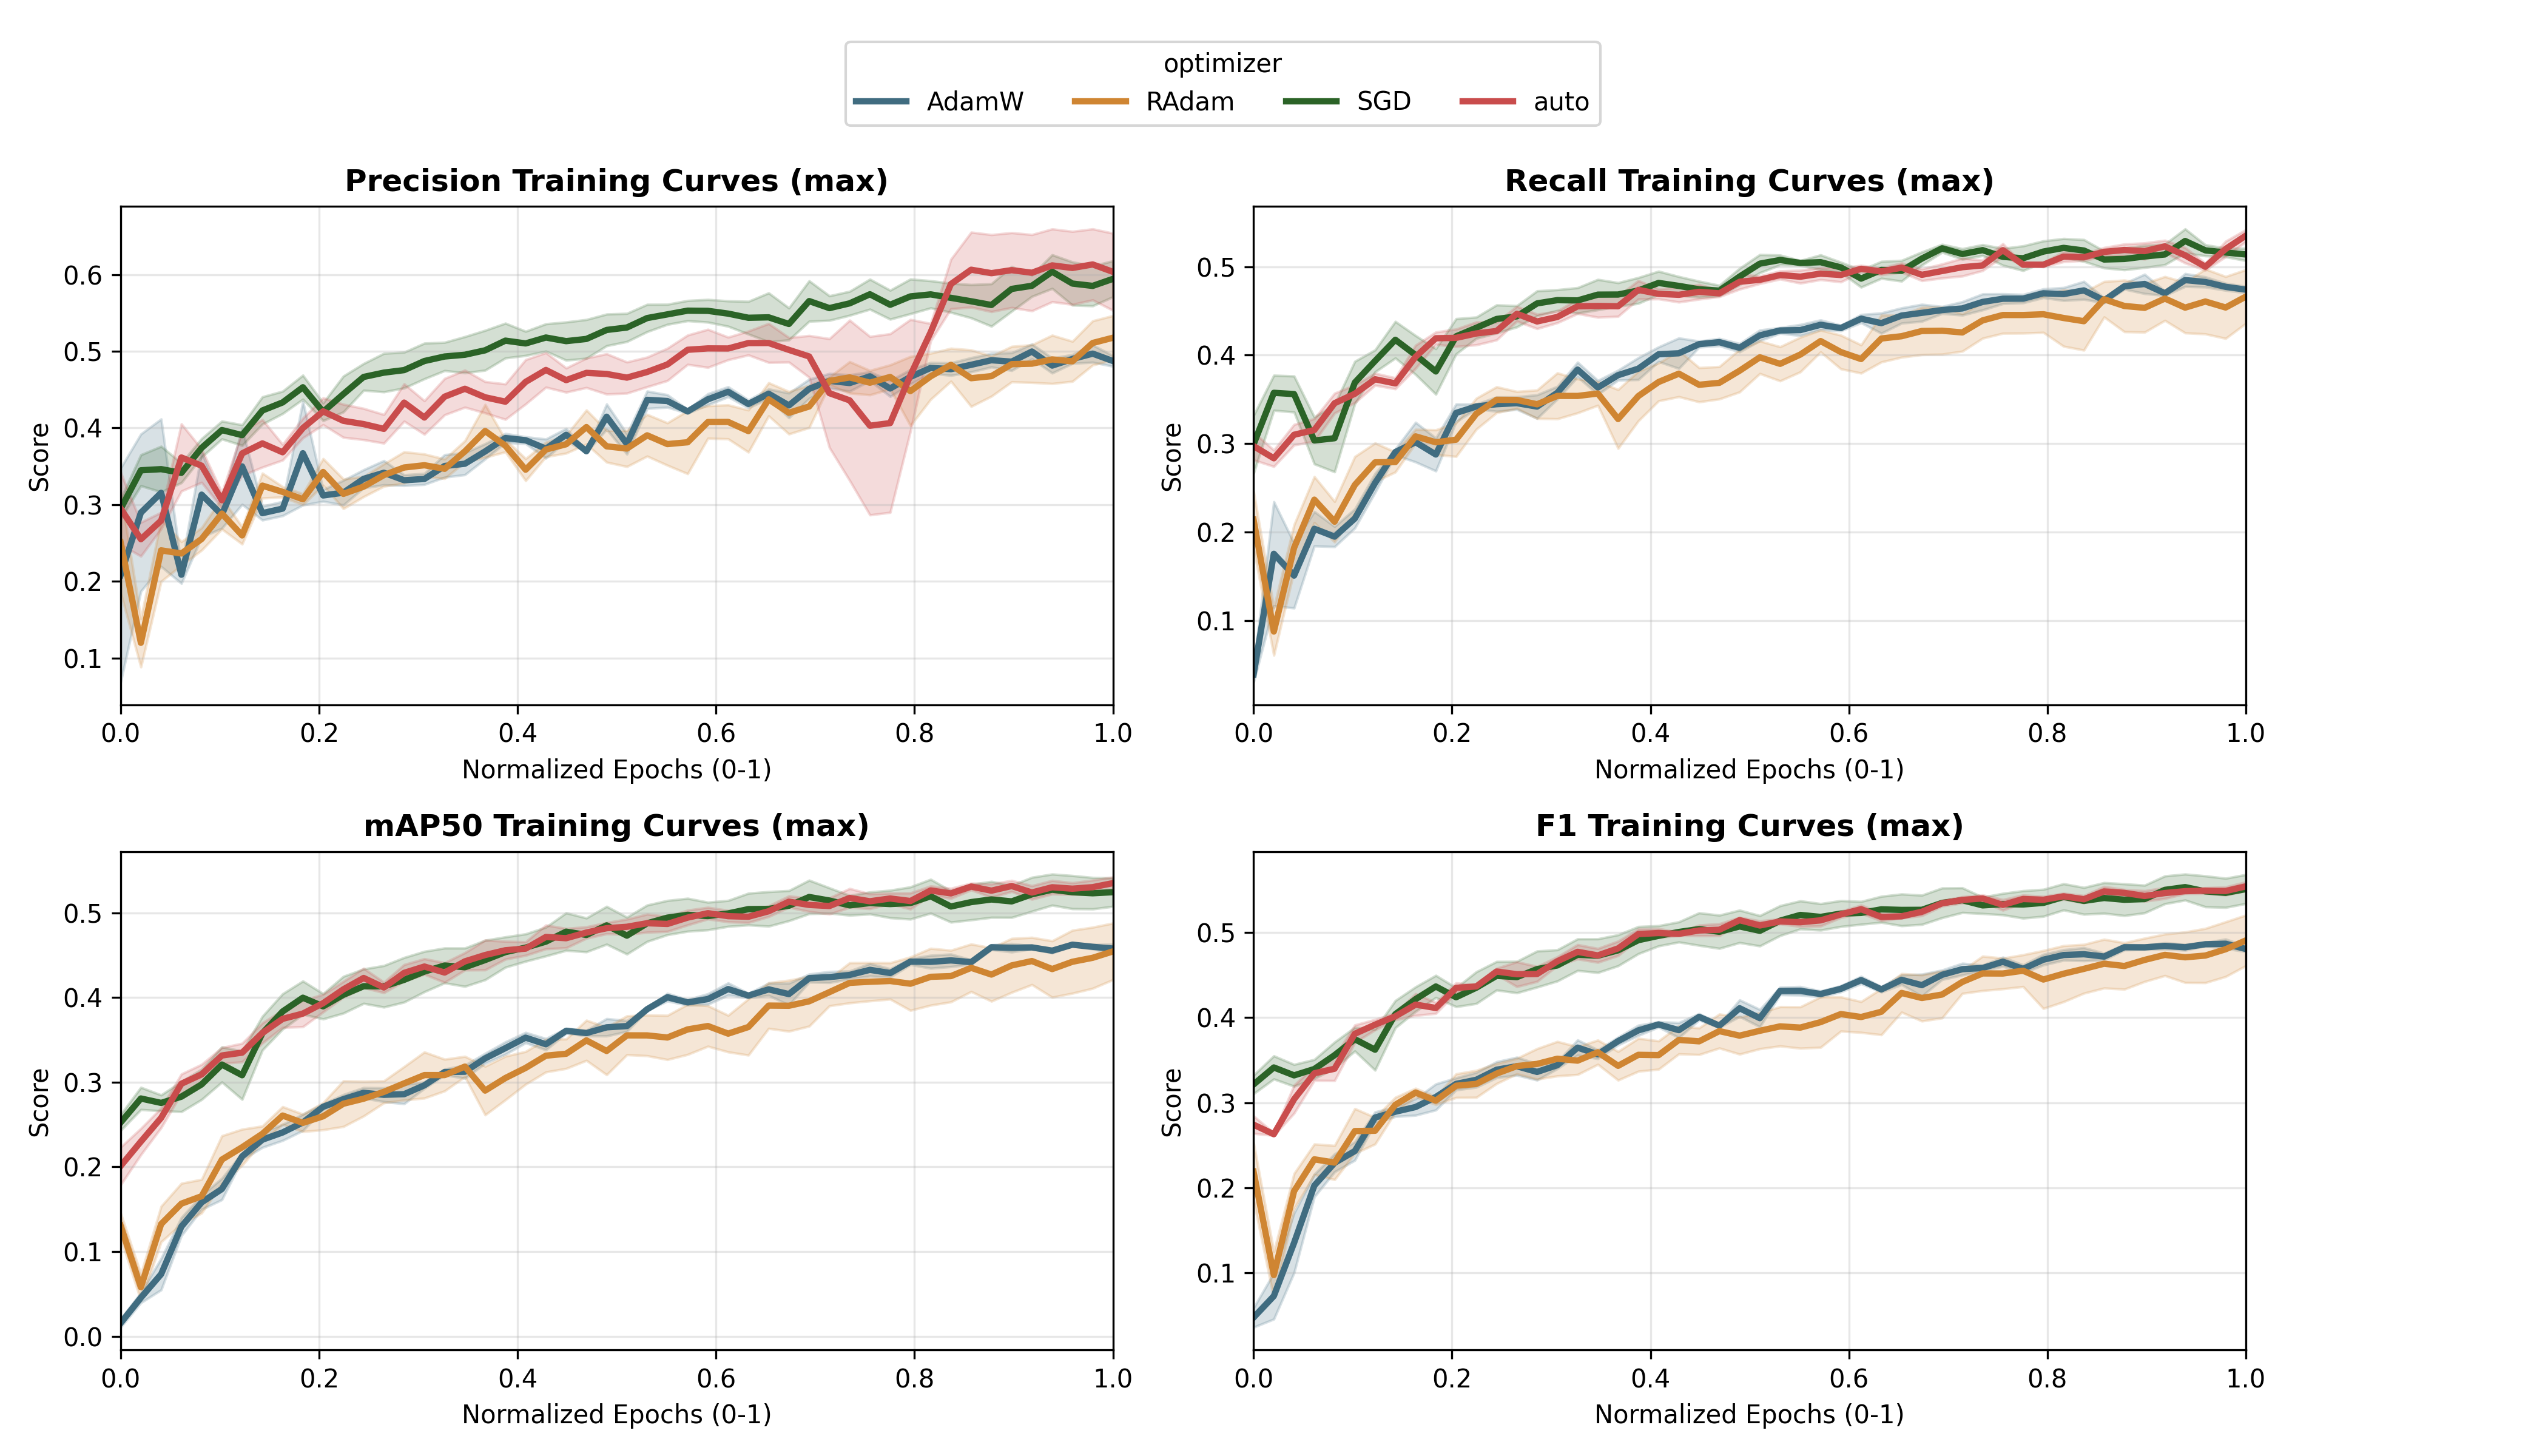 optimizer
AdamW RAdam SGD auto
Precision Training Curves (max)
Score
0.6
0.5
0.4
0.3
0.2
0.1
0.0 0.2 0.4 0.6 0.8 1.0
Normalized Epochs (0-1)
Recall Training Curves (max)
Score
0.5
0.4
0.3
0.2
0.1
0.0 0.2 0.4 0.6 0.8 1.0
Normalized Epochs (0-1)
mAP50 Training Curves (max)
Score
0.5
0.4
0.3
0.2
0.1
0.0
0.0 0.2 0.4 0.6 0.8 1.0
Normalized Epochs (0-1)
F1 Training Curves (max)
Score
0.5
0.4
0.3
0.2
0.1
0.0 0.2 0.4 0.6 0.8 1.0
Normalized Epochs (0-1)